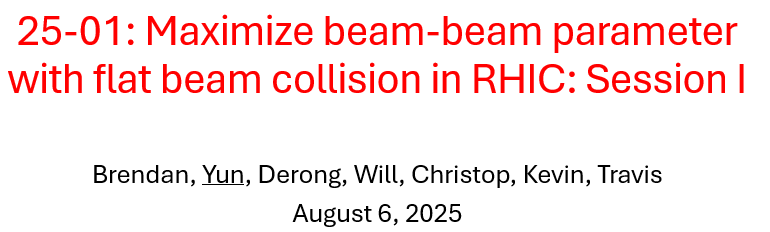 25-01: Maximize beam-beam parameter
with flat beam collision in RHIC: Session I
Brendan, Yun, Derong, Will, Christop, Kevin, Travis
August 6, 2025